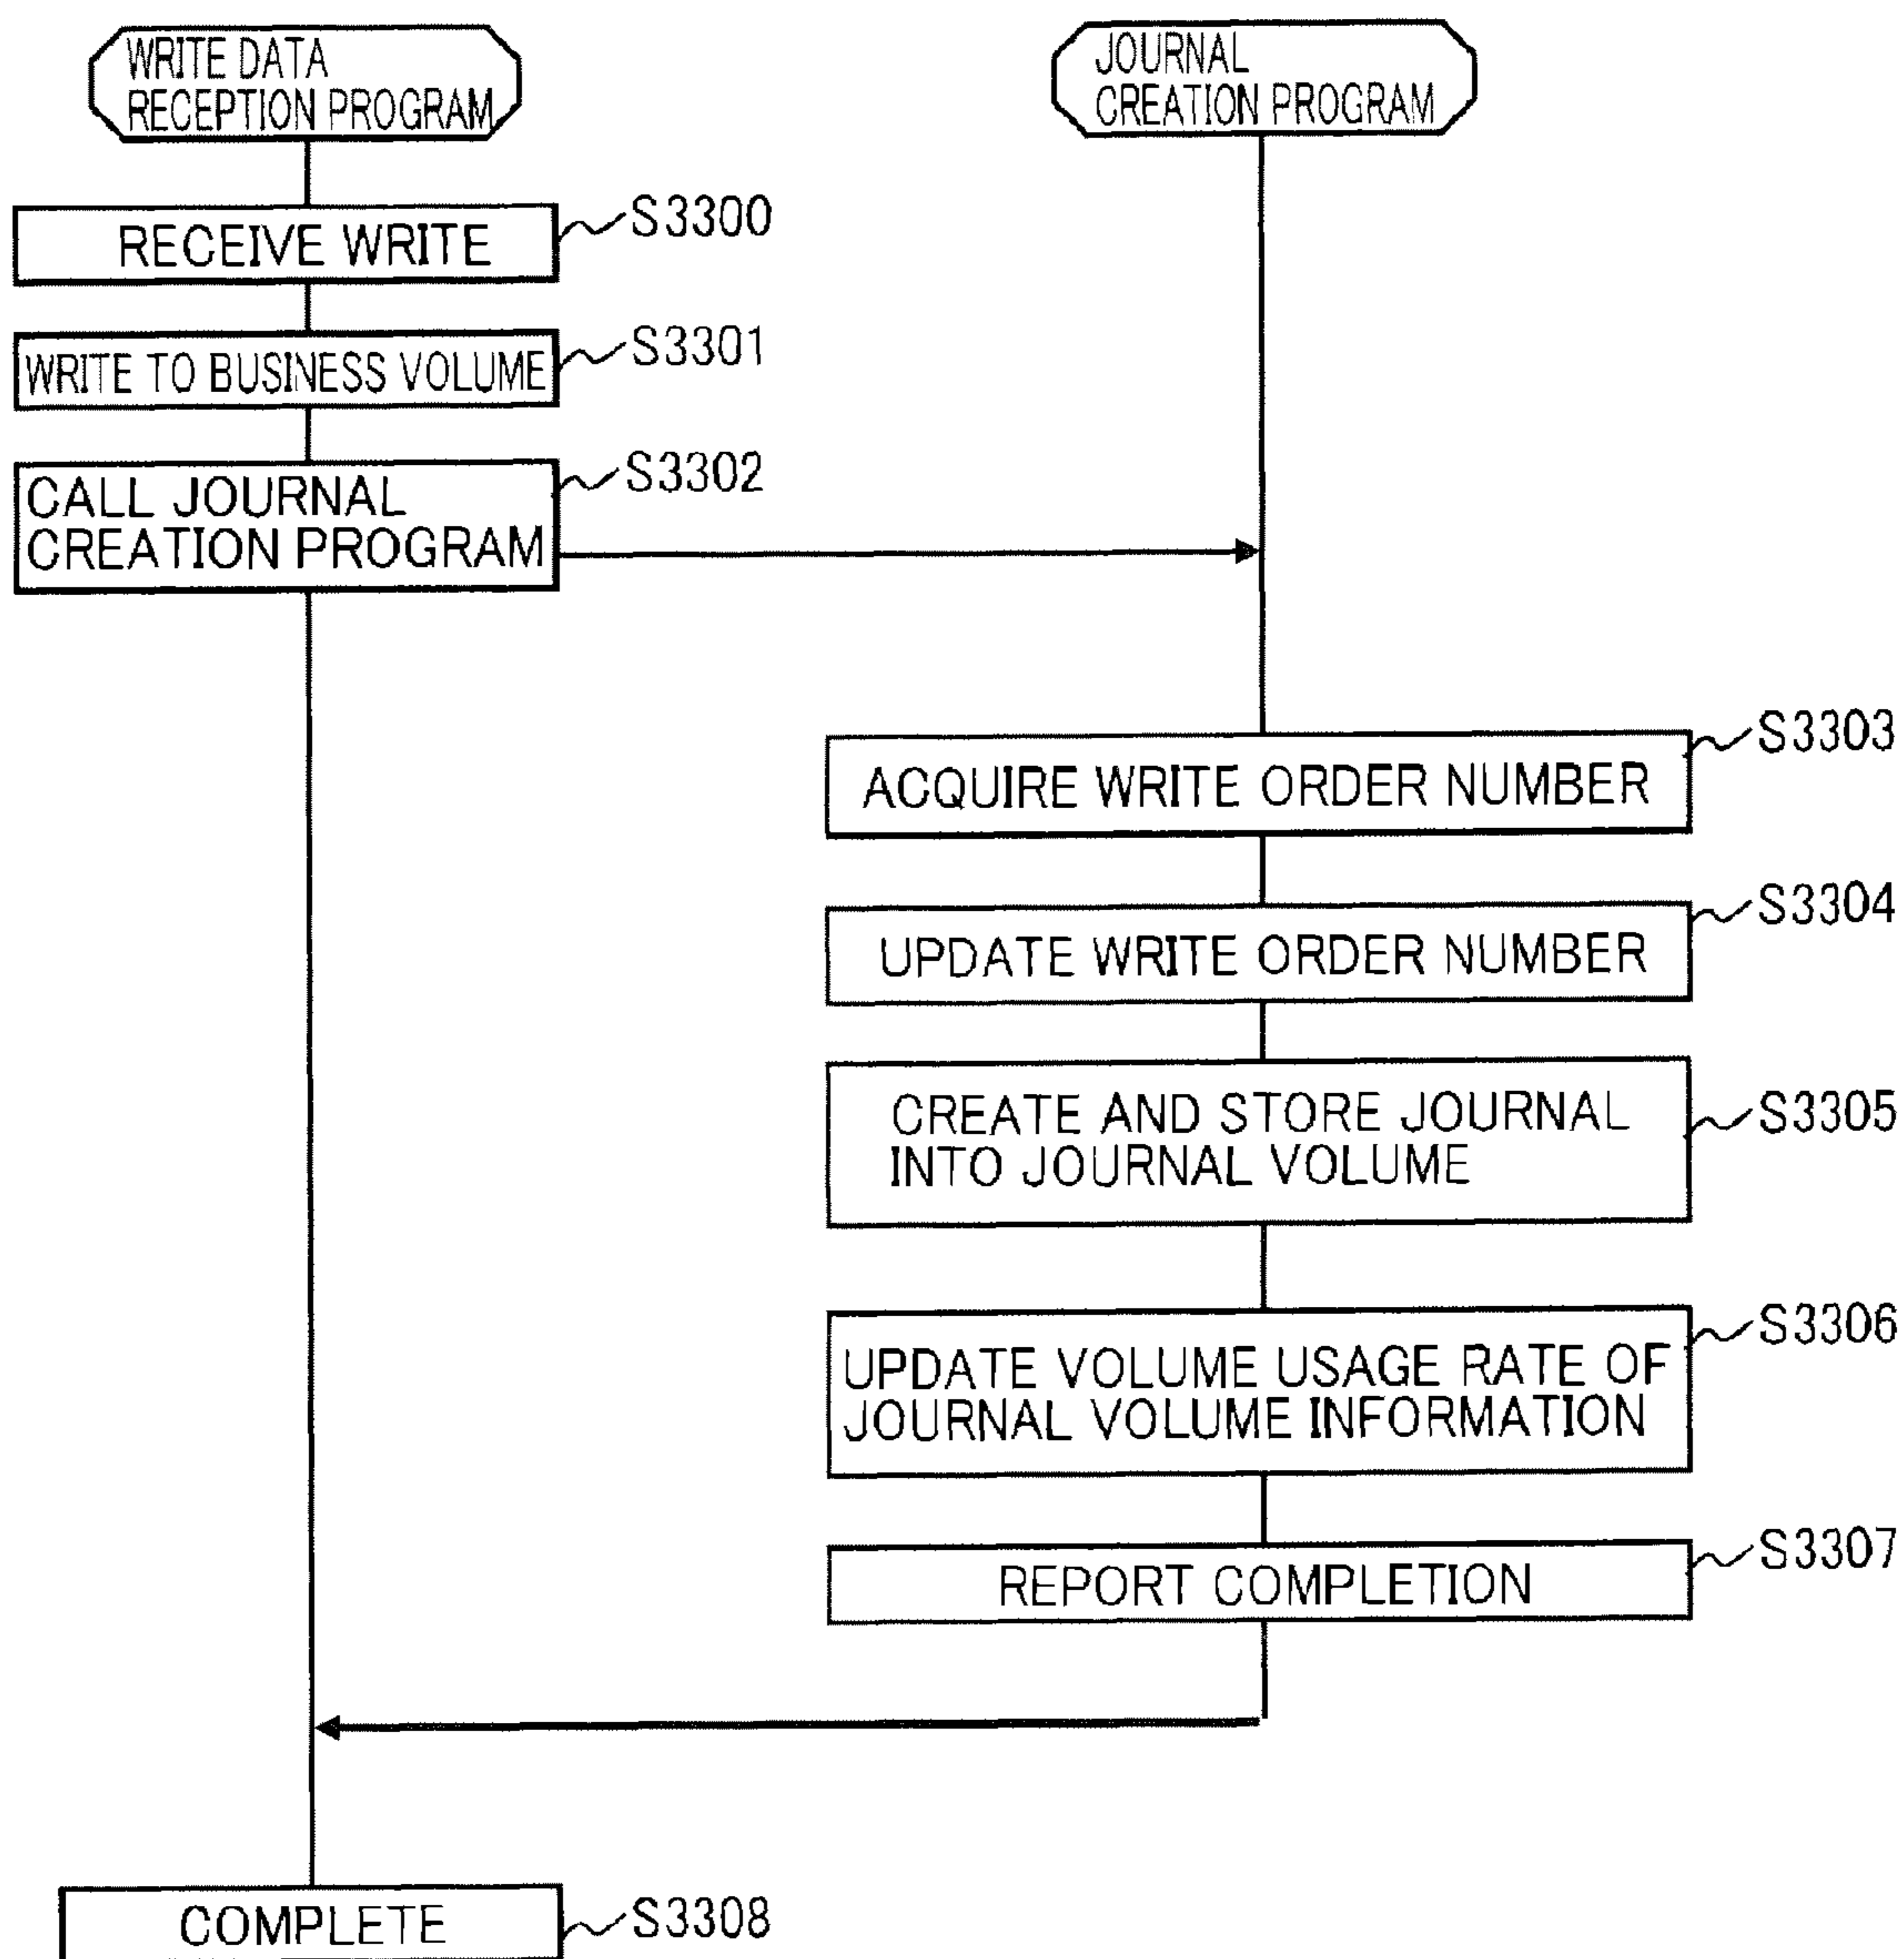 WRITE DATA
RECEPTION PROGRAM
JOURNAL
CREATION PROGRAM
RECEIVE WRITE
S3300
WRITE TO BUSINESS VOLUME
S3301
CALL JOURNAL
CREATION PROGRAM
S3302
ACQUIRE WRITE ORDER NUMBER
S3303
UPDATE WRITE ORDER NUMBER
S3304
CREATE AND STORE JOURNAL
INTO JOURNAL VOLUME
S3305
UPDATE VOLUME USAGE RATE OF
JOURNAL VOLUME INFORMATION
S3306
REPORT COMPLETION
S3307
COMPLETE
S3308